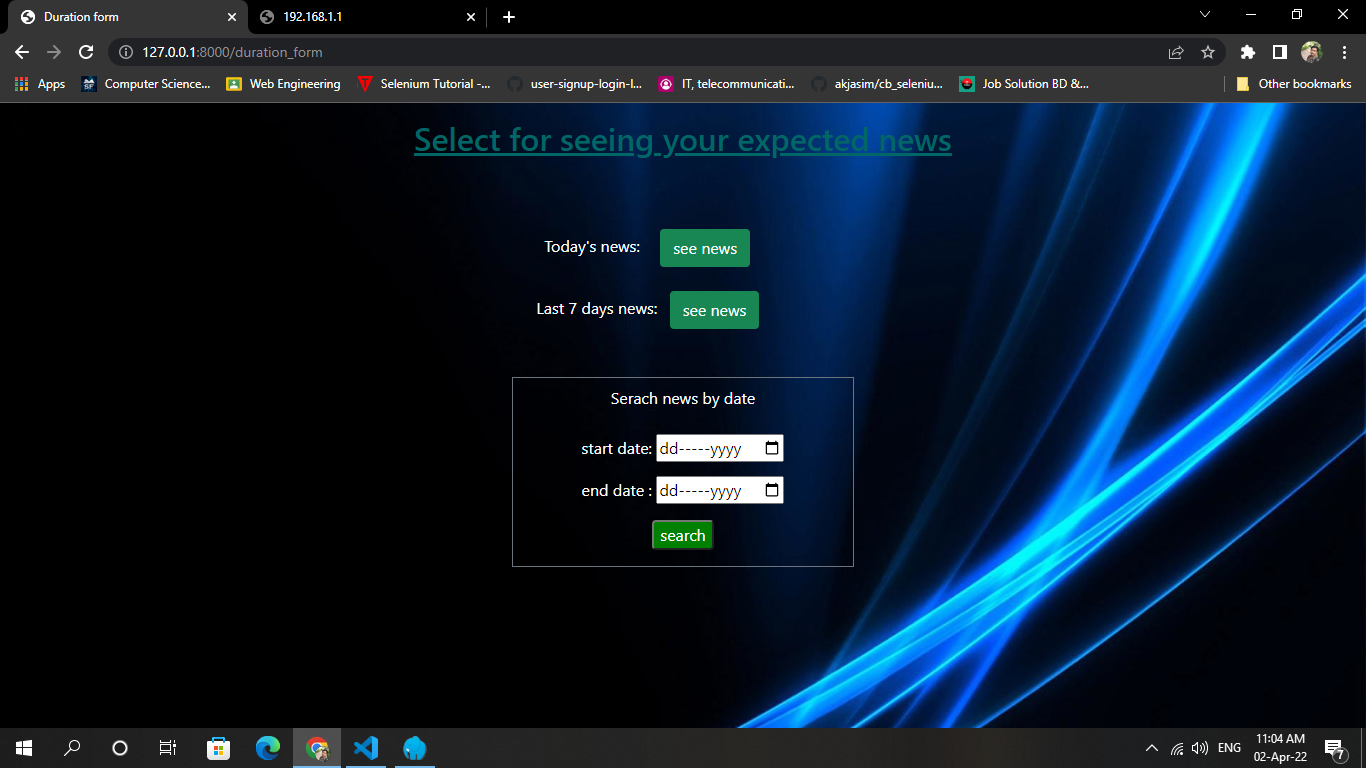 Duration form
192.168.1.1
127.0.0.1:8000/duration_form
Apps
Computer Science...
Web Engineering
Selenium Tutorial -...
user-signup-login-l...
IT, telecommunicati...
akjasim/cb_seleniu...
Job Solution BD &...
Other bookmarks
Select for seeing your expected news
Today's news:
see news
Last 7 days news:
see news
Serach news by date
start date:
dd-----yyyy
end date :
dd-----yyyy
search
ENG
11:04 AM
02-Apr-22
7